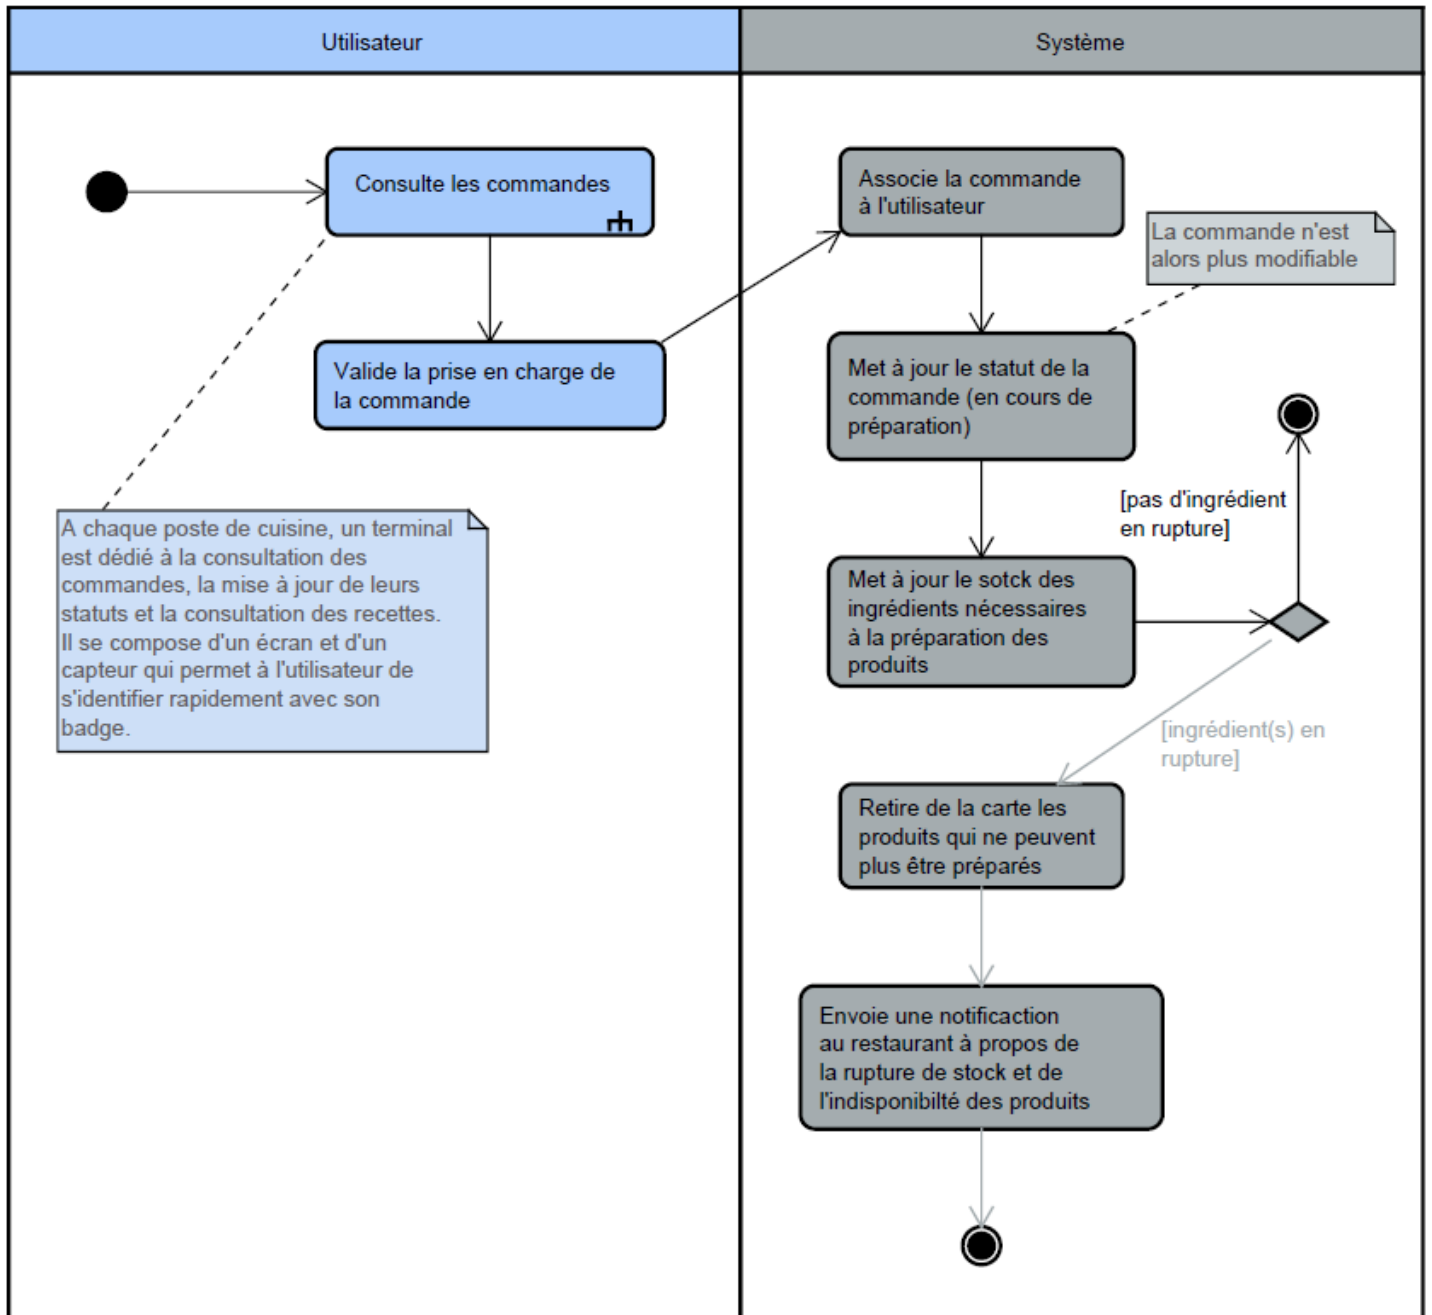 Utilisateur
Système
Consulte les commandes
Associe la commande
à l'utilisateur
La commande n'est
alors plus modifiable
Valide la prise en charge de
la commande
Met à jour le statut de la
commande (en cours de
préparation)
[pas d'ingrédient
en rupture]
A chaque poste de cuisine, un terminal
est dédié à la consultation des
commandes, la mise à jour de leurs
statuts et la consultation des recettes.
Il se compose d'un écran et d'un
capteur qui permet à l'utilisateur de
s'identifier rapidement avec son
badge.
Met à jour le sotck des
ingrédients nécessaires
à la préparation des
produits
[ingrédient(s) en
rupture]
Retire de la carte les
produits qui ne peuvent
plus être préparés
Envoie une notificaction
au restaurant à propos de
la rupture de stock et de
l'indisponibilté des produits